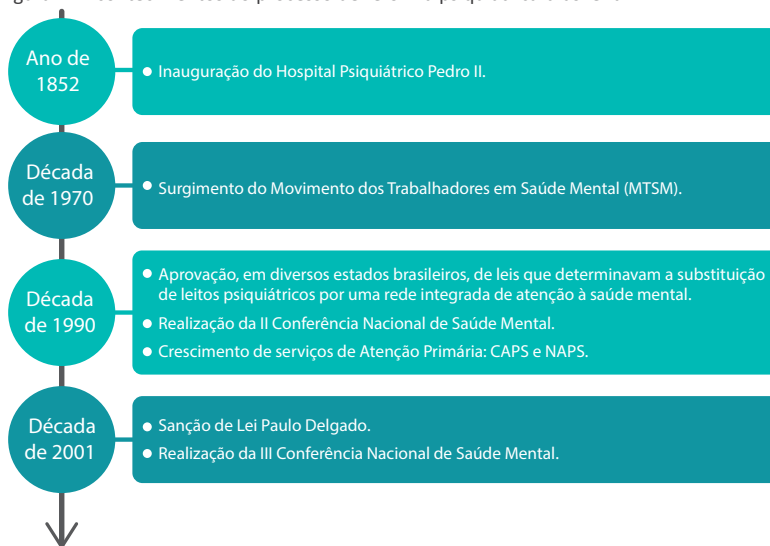 Ano de
1852
• Inauguração do Hospital Psiquiátrico Pedro II.
Década
de 1970
• Surgimento do Movimento dos Trabalhadores em Saúde Mental (MTSM).
Década
de 1990
• Aprovação, em diversos estados brasileiros, de leis que determinavam a substituição
de leitos psiquiátricos por uma rede integrada de atenção à saúde mental.
• Realização da II Conferência Nacional de Saúde Mental.
• Crescimento de serviços de Atenção Primária: CAPS e NAPS.
Década
de 2001
• Sanção de Lei Paulo Delgado.
• Realização da III Conferência Nacional de Saúde Mental.